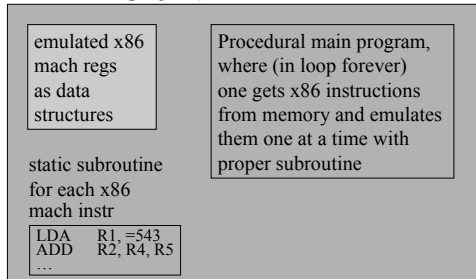 emulated x86
mach regs
as data
structures
Procedural main program,
where (in loop forever)
one gets x86 instructions
from memory and emulates
them one at a time with
proper subroutine
static subroutine
for each x86
mach instr
LDA R1, =543
ADD R2, R4, R5
…